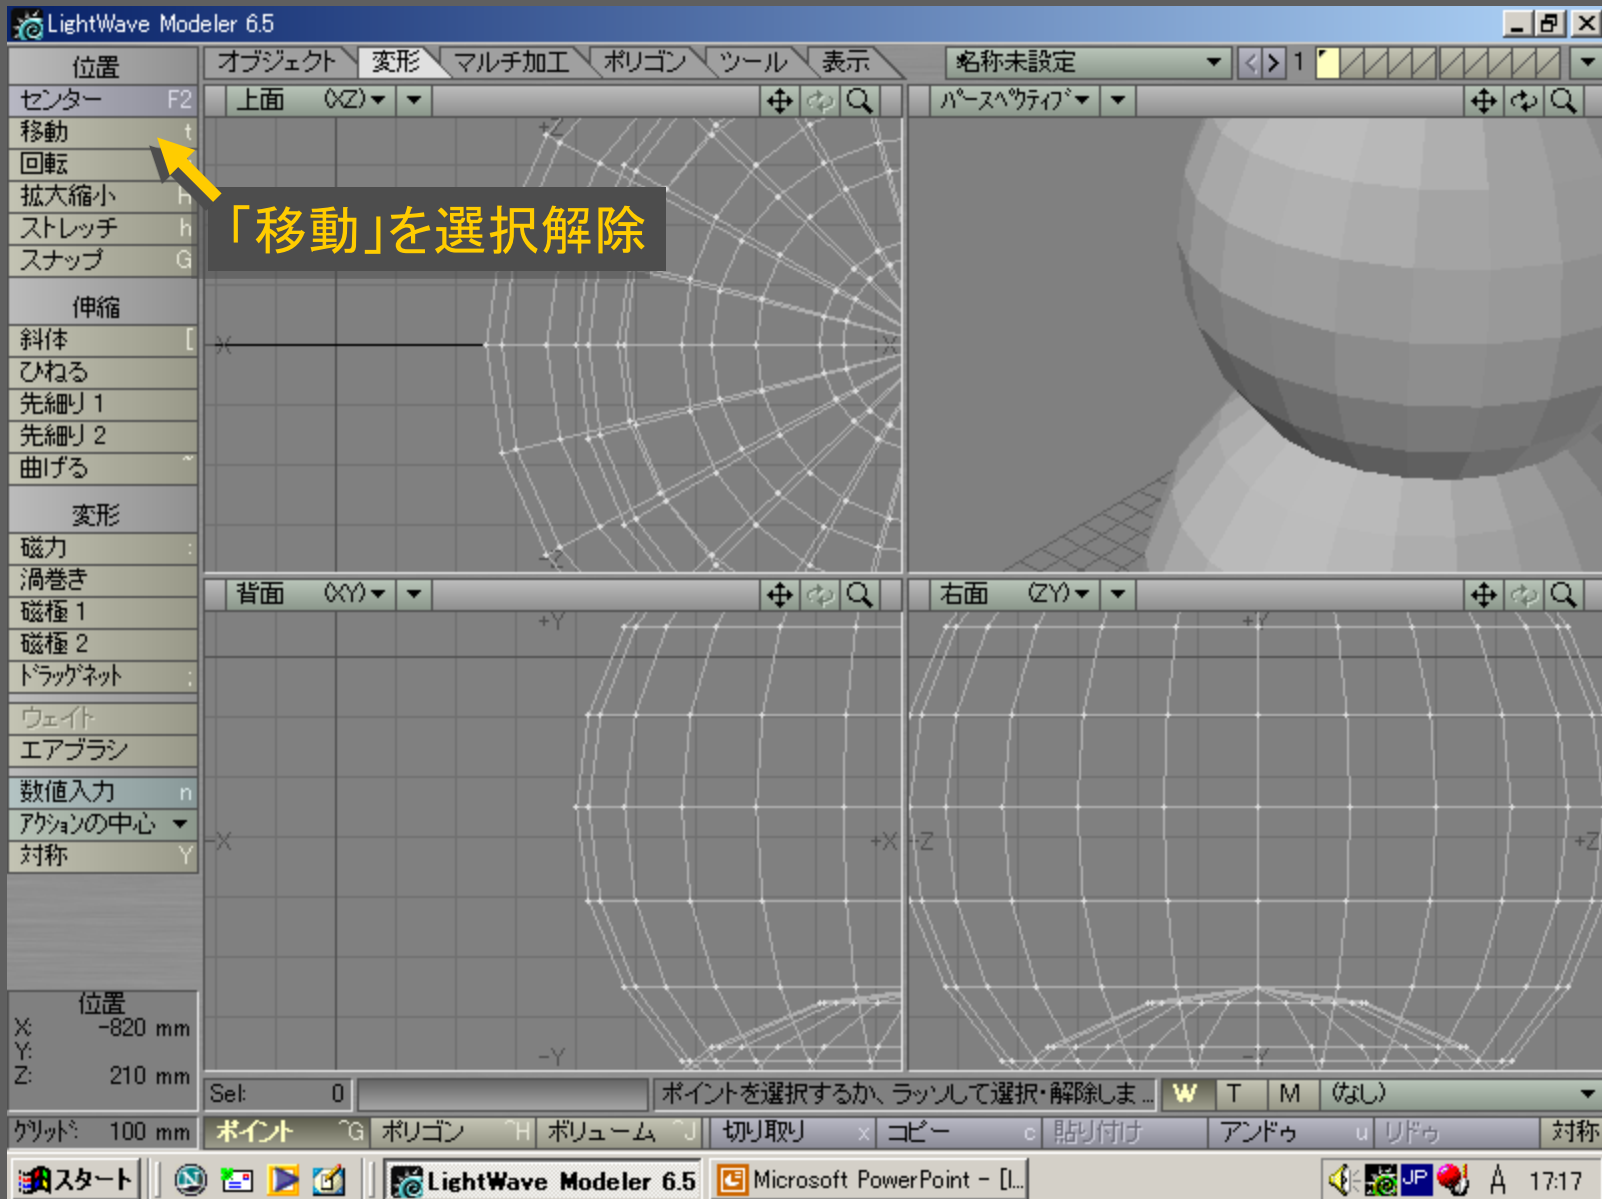 LightWave Modeler 6.5
位置
オブジェクト 変形 マルチ加工 ポリゴン ツール 表示
名称未設定 1
センター F2
移動 t
回転
拡大縮小 H
ストレッチ h
スナップ G
伸縮
斜体 [
ひねる
先細り 1
先細り 2
曲げる ~
変形
磁力 :
渦巻き
磁極 1
磁極 2
ドラッグネット ;
ウェイト
エアブラシ
数値入力 n
アクションの中心
対称 Y
「移動」を選択解除
上面 (XZ)
パースペクティブ
+Z
-X
+X
-Z
背面 (XY)
+Y
-X
+X
-Y
右面 (ZY)
+Y
-Z
+Z
-Y
位置
X: -820 mm
Y:
Z: 210 mm
グリッド: 100 mm
Sel: 0
ポイントを選択するか、ラッソして選択・解除しま...
W T M (なし)
ポイント ^G ポリゴン ^H ボリューム ^J 切り取り x コピー c 貼り付け アンドゥ u リドゥ 対称
スタート LightWave Modeler 6.5 Microsoft PowerPoint - [l... JP A 17:17